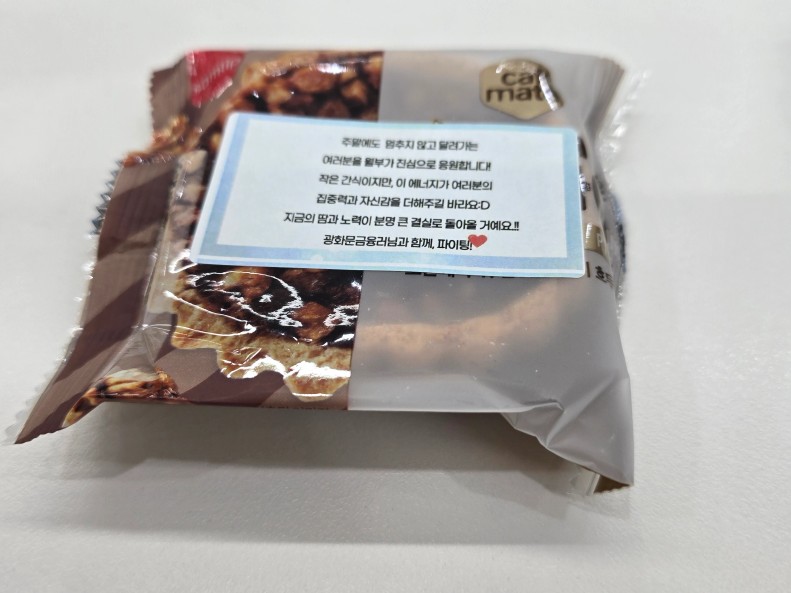 주말에도 멈추지 않고 달려가는
여러분을 월부가 진심으로 응원합니다!
작은 간식이지만, 이 에너지가 여러분의
집중력과 자신감을 더해주길 바라요:D
지금의 땀과 노력이 분명 큰 결실로 돌아올 거예요.!!
광화문금융러님과 함께, 파이팅!❤